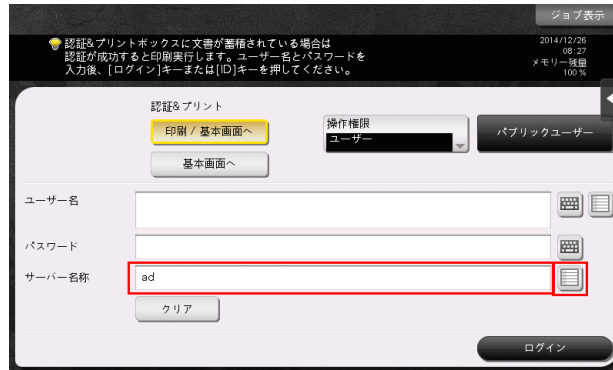 ジョブ表示
認証&プリントボックスに文書が蓄積されている場合は
認証が成功すると印刷実行します。ユーザー名とパスワードを
入力後、[ログイン]キーまたは[ID]キーを押してください。
2014/12/26
08:27
メモリー残量
100 %
認証&プリント
印刷 / 基本画面へ
基本画面へ
操作権限
ユーザー
パブリックユーザー
ユーザー名
パスワード
サーバー名称
ad
クリア
ログイン